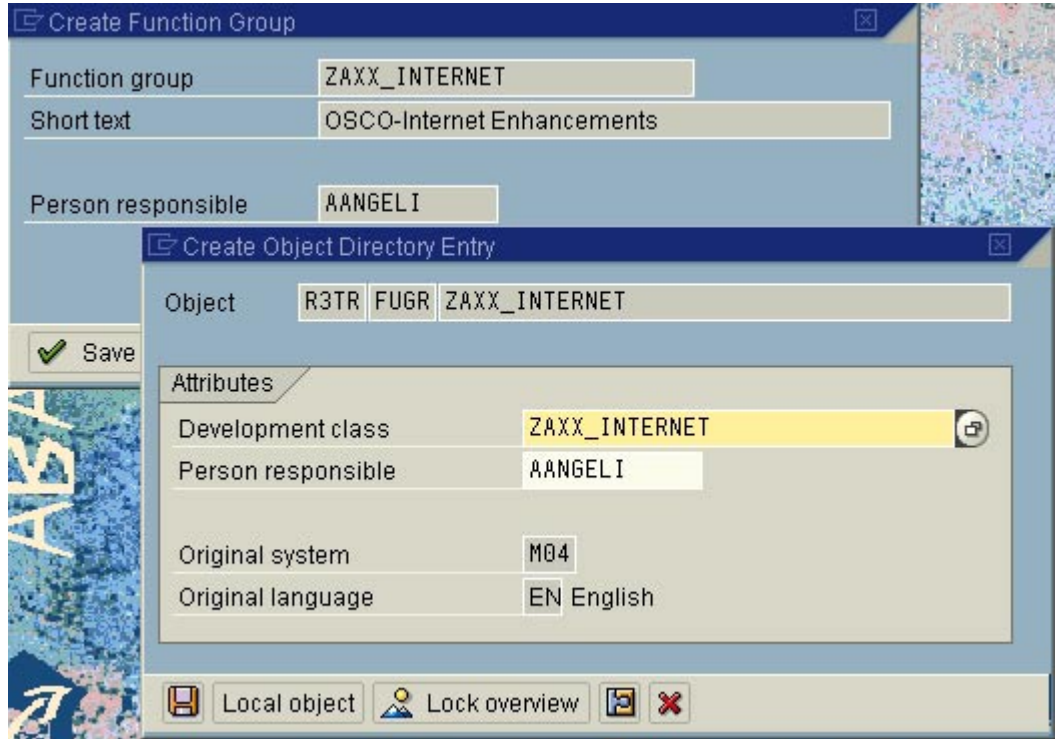 Create Function Group
Function group ZAXX_INTERNET
Short text OSCO-Internet Enhancements
Person responsible AANGELI
Create Object Directory Entry
Object R3TR FUGR ZAXX_INTERNET
Save
Attributes
Development class ZAXX_INTERNET
Person responsible AANGELI
Original system M04
Original language EN English
Local object Lock overview
ABA